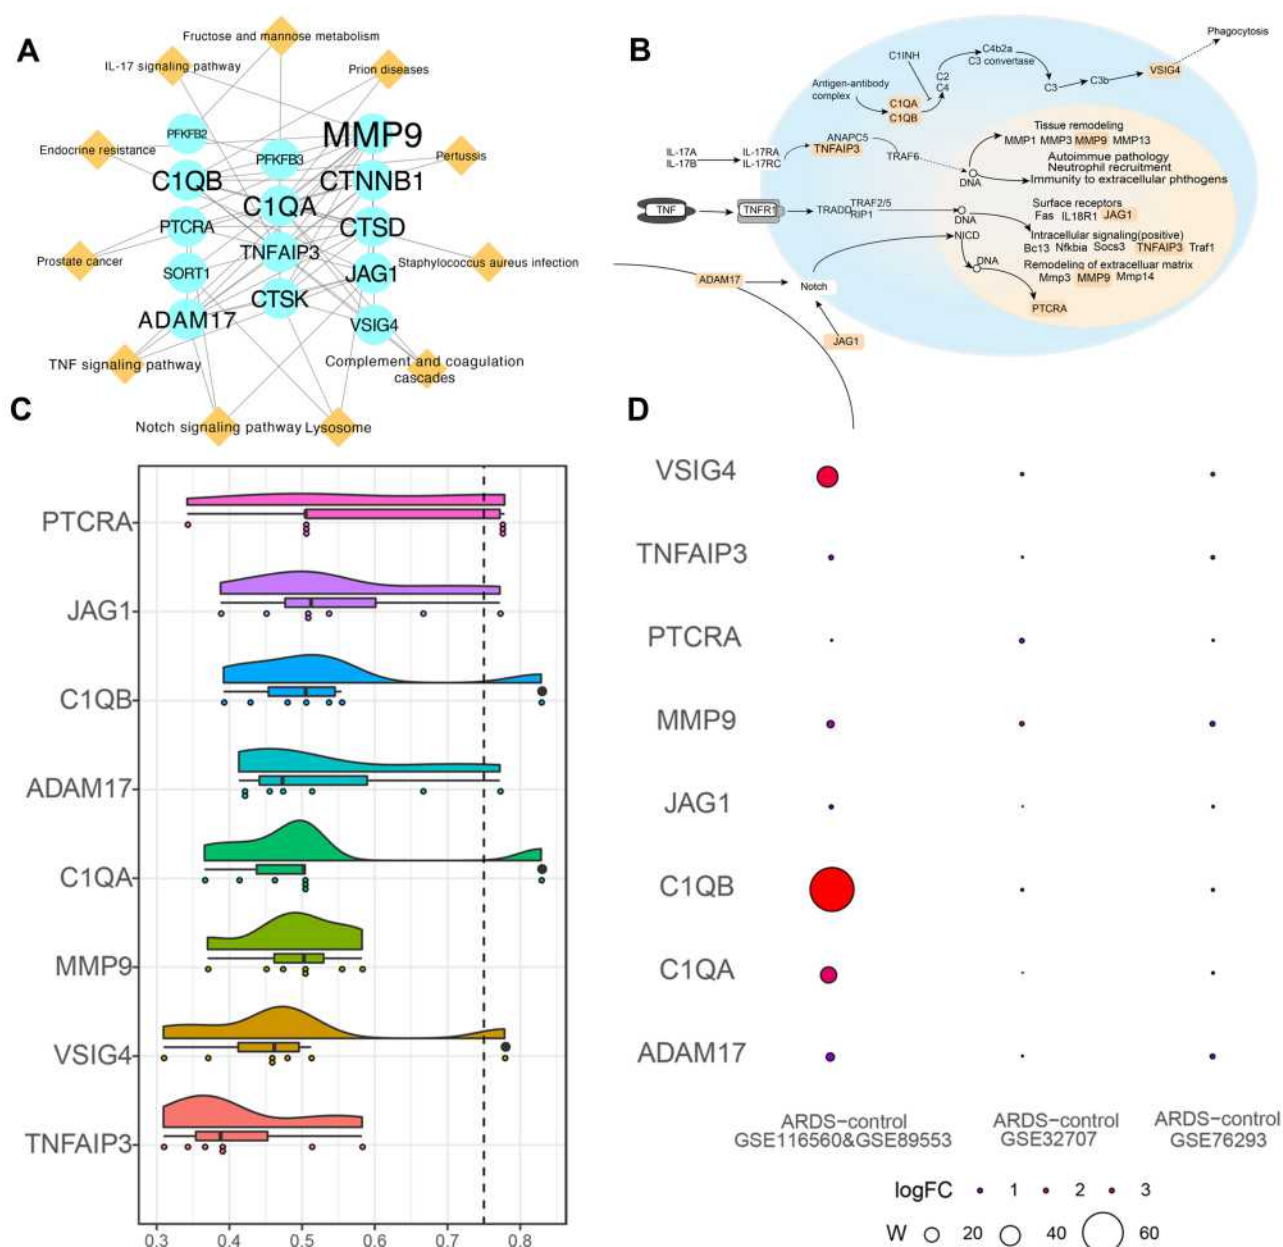 A
Fructose and mannose metabolism
IL-17 signaling pathway
Prion diseases
PFKFB2
MMP9
Endocrine resistance
PFKFB3
Pertussis
C1QB
CTNNB1
C1QA
PTCRA
CTSD
TNFAIP3
Prostate cancer
SORT1
JAG1
Staphylococcus aureus infection
CTSK
ADAM17
VSIG4
TNF signaling pathway
Complement and coagulation
cascades
Notch signaling pathway
Lysosome
B
Phagocytosis
C1INH
C4b2a
C3 convertase
VSIG4
Antigen-antibody
complex
C2
C4
C3
C3b
C1QA
C1QB
Tissue remodeling
MMP1 MMP3 MMP9 MMP13
IL-17A
IL-17B
IL-17RA
IL-17RC
ANAPC5
TNFAIP3
TRAF6
DNA
Autoimmue pathology
Neutrophil recruitment
Immunity to extracellular phthogens
TNF
TNFR1
TRADD
TRAF2/5
RIP1
DNA
Surface receptors
Fas IL18R1 JAG1
NICD
Intracellular signaling(positive)
Bc13 Nfkbia Socs3 TNFAIP3 Traf1
DNA
Remodeling of extracelluar matrix
Mmp3 MMP9 Mmp14
ADAM17
Notch
PTCRA
JAG1
C
PTCRA
JAG1
C1QB
ADAM17
C1QA
MMP9
VSIG4
TNFAIP3
0.3 0.4 0.5 0.6 0.7 0.8
D
VSIG4
TNFAIP3
PTCRA
MMP9
JAG1
C1QB
C1QA
ADAM17
ARDS−control
GSE116560&GSE89553
ARDS−control
GSE32707
ARDS−control
GSE76293
logFC 1 2 3
W 20 40 60